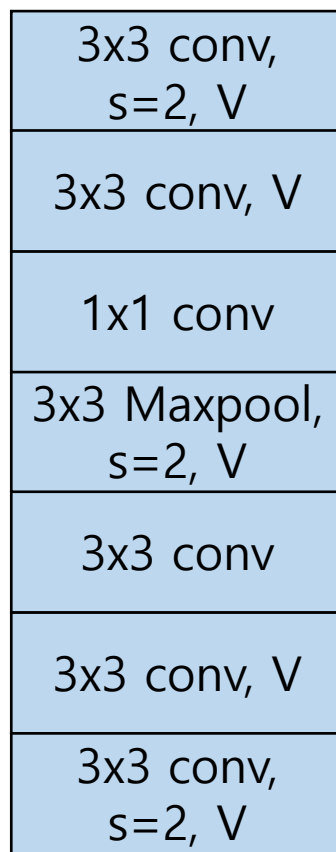 3x3 conv,
s=2, V
3x3 conv, V
1x1 conv
3x3 Maxpool,
s=2, V
3x3 conv
3x3 conv, V
3x3 conv,
s=2, V